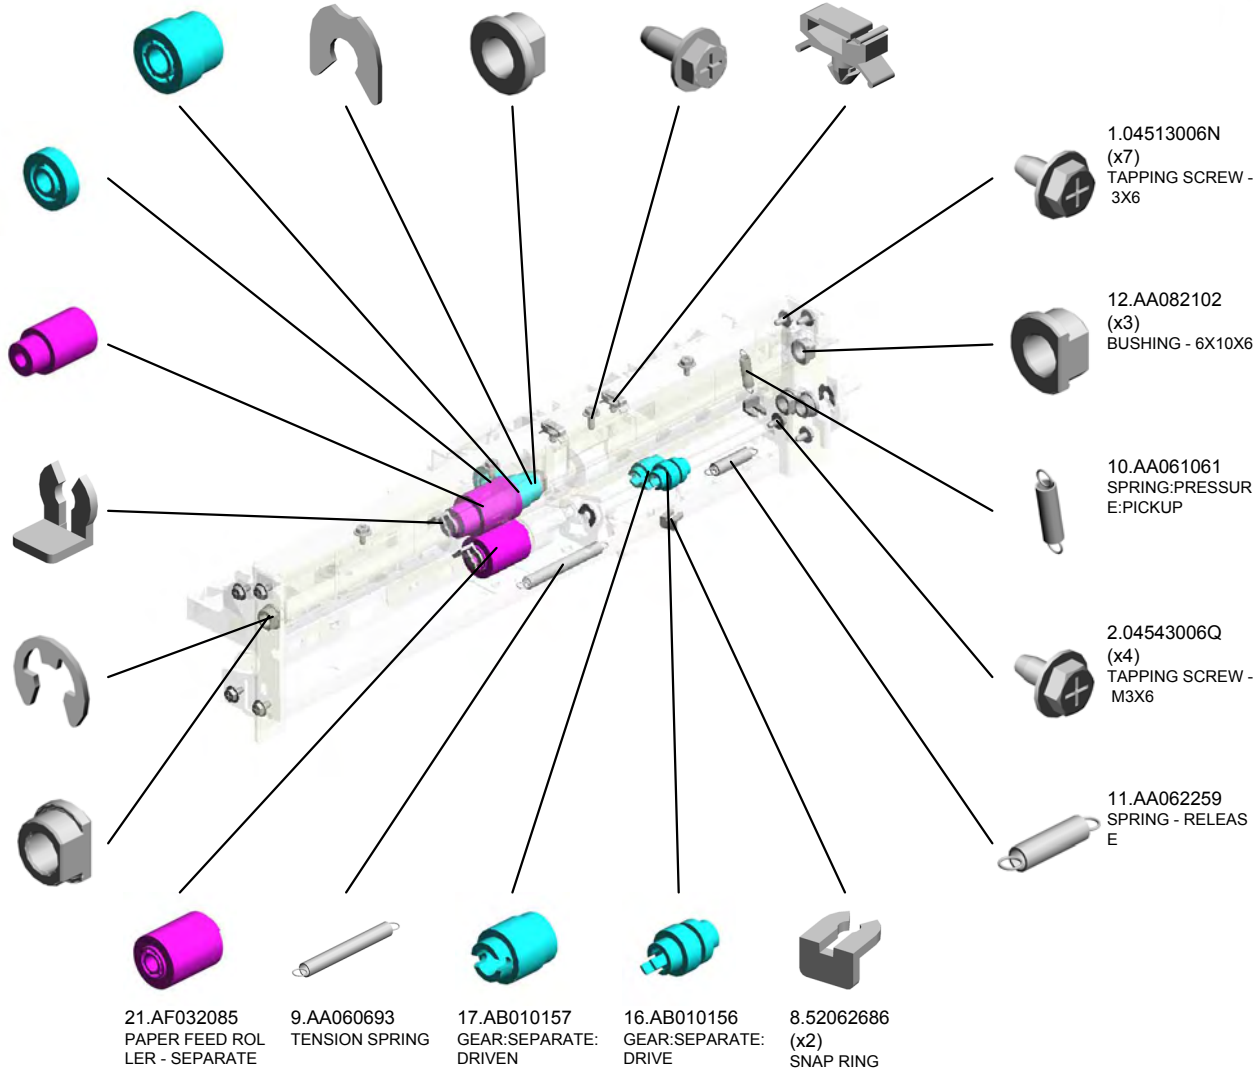 1.04513006N
(x7)
TAPPING SCREW -
3X6
12.AA082102
(x3)
BUSHING - 6X10X6
10.AA061061
SPRING:PRESSUR
E:PICKUP
2.04543006Q
(x4)
TAPPING SCREW -
M3X6
11.AA062259
SPRING - RELEAS
E
21.AF032085
PAPER FEED ROL
LER - SEPARATE
9.AA060693
TENSION SPRING
17.AB010157
GEAR:SEPARATE:
DRIVEN
16.AB010156
GEAR:SEPARATE:
DRIVE
8.52062686
(x2)
SNAP RING